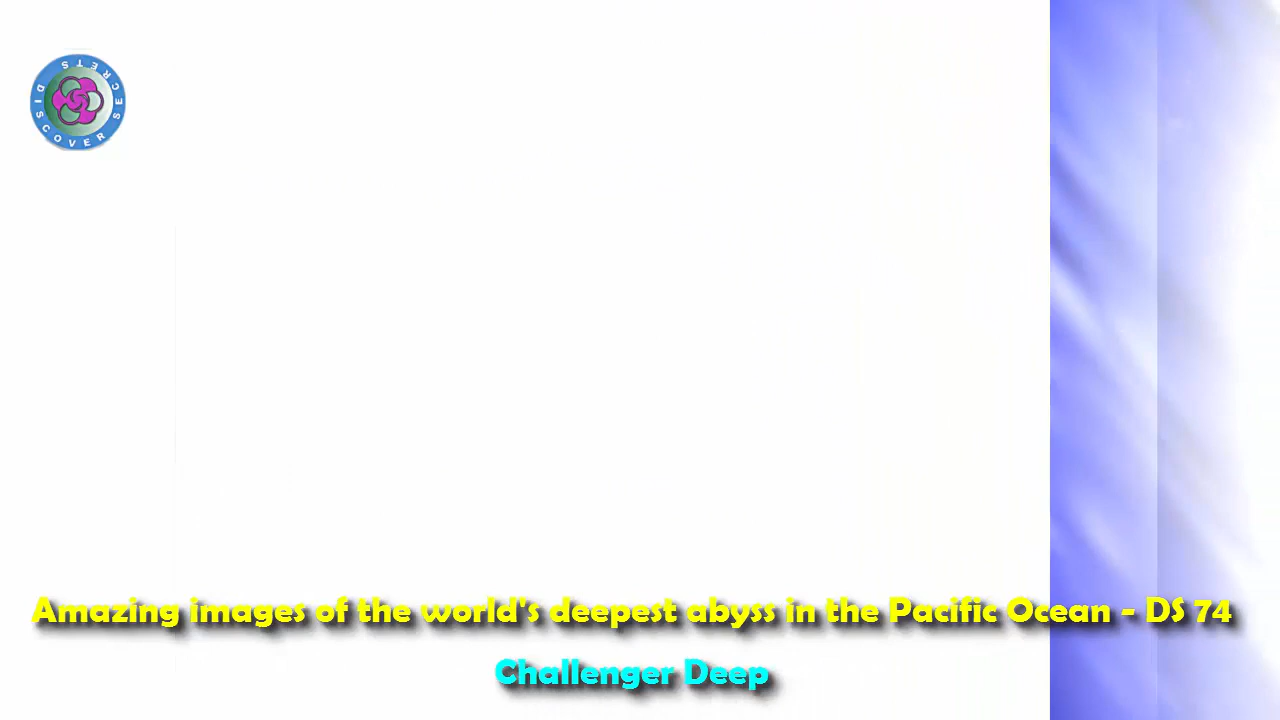 DISCOVER SECRETS
Amazing images of the world's deepest abyss in the Pacific Ocean - DS 74
Challenger Deep